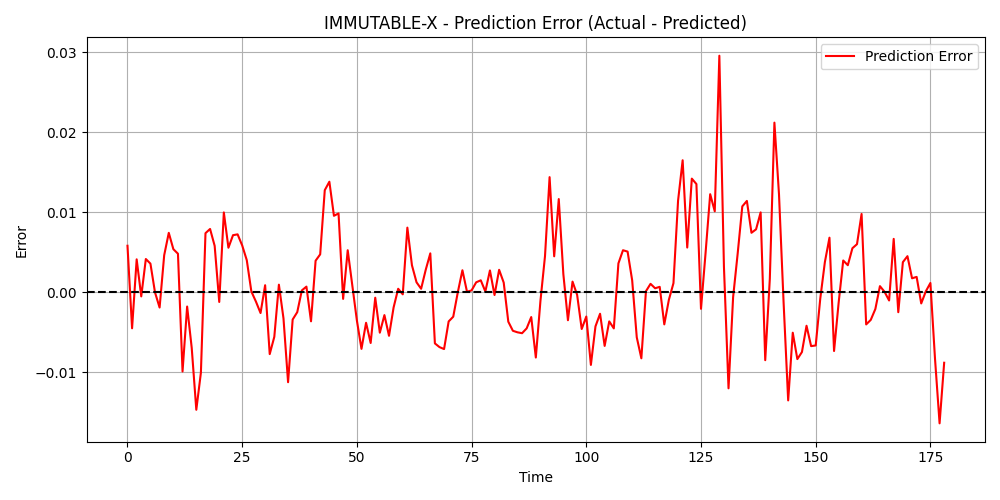 IMMUTABLE-X - Prediction Error (Actual - Predicted)
Prediction Error
0.03
0.02
0.01
0.00
−0.01
Error
0 25 50 75 100 125 150 175
Time